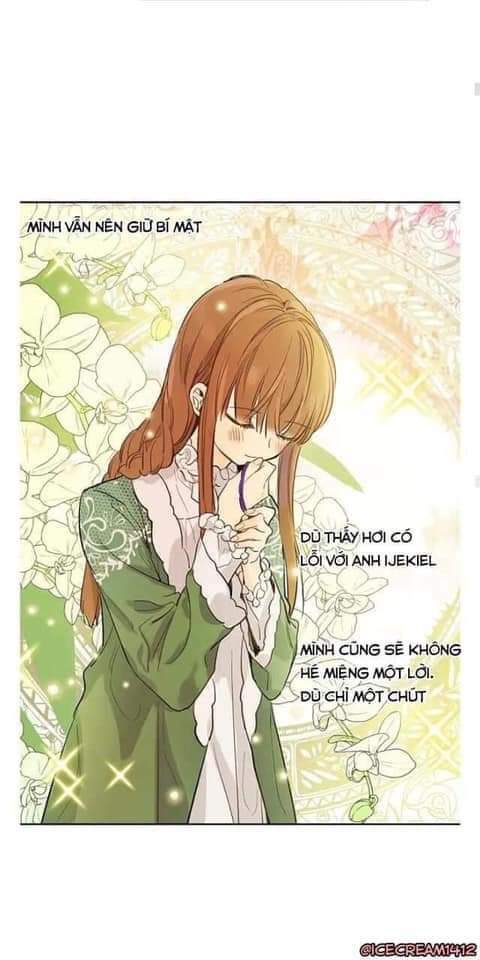 MÌNH VẪN NÊN GIỮ BÍ MẬT
DÙ THẤY HƠI CÓ
LỖI VỚI ANH IJEKIEL
MÌNH CŨNG SẼ KHÔNG
HÉ MIỆNG MỘT LỜI.
DÙ CHỈ MỘT CHÚT
@ICECREAM1412